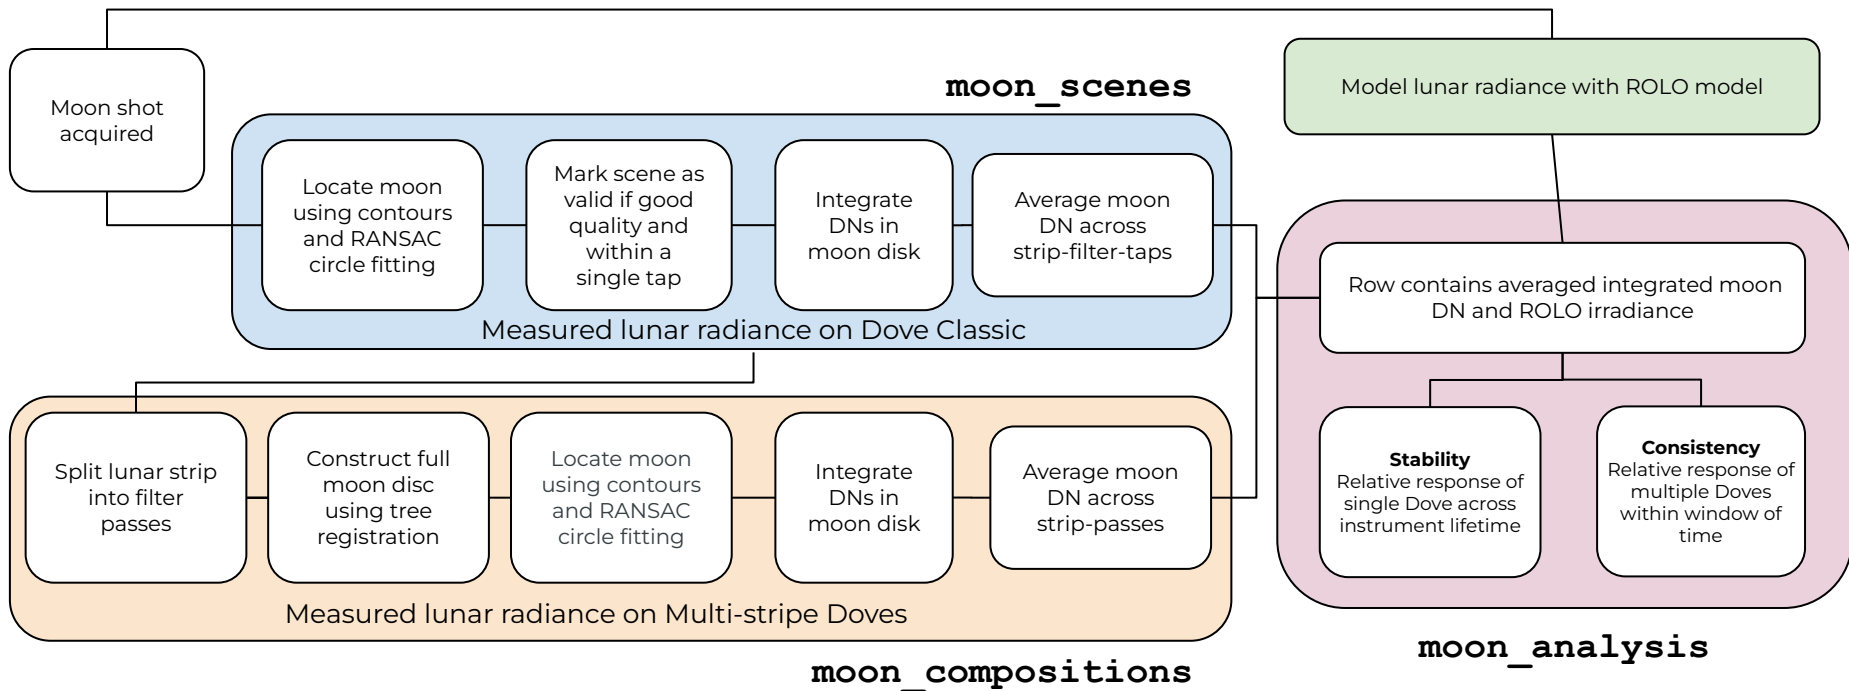 Moon shot
acquired
moon_scenes
Locate moon
using contours
and RANSAC
circle fitting
Mark scene as
valid if good
quality and
within a
single tap
Integrate
DNs in
moon disk
Average moon
DN across
strip-filter-taps
Measured lunar radiance on Dove Classic
Model lunar radiance with ROLO model
Split lunar strip
into filter
passes
Construct full
moon disc
using tree
registration
Locate moon
using contours
and RANSAC
circle fitting
Integrate
DNs in
moon disk
Average moon
DN across
strip-passes
Measured lunar radiance on Multi-stripe Doves
moon_compositions
Row contains averaged integrated moon
DN and ROLO irradiance
Stability
Relative response of
single Dove across
instrument lifetime
Consistency
Relative response of
multiple Doves
within window of
time
moon_analysis